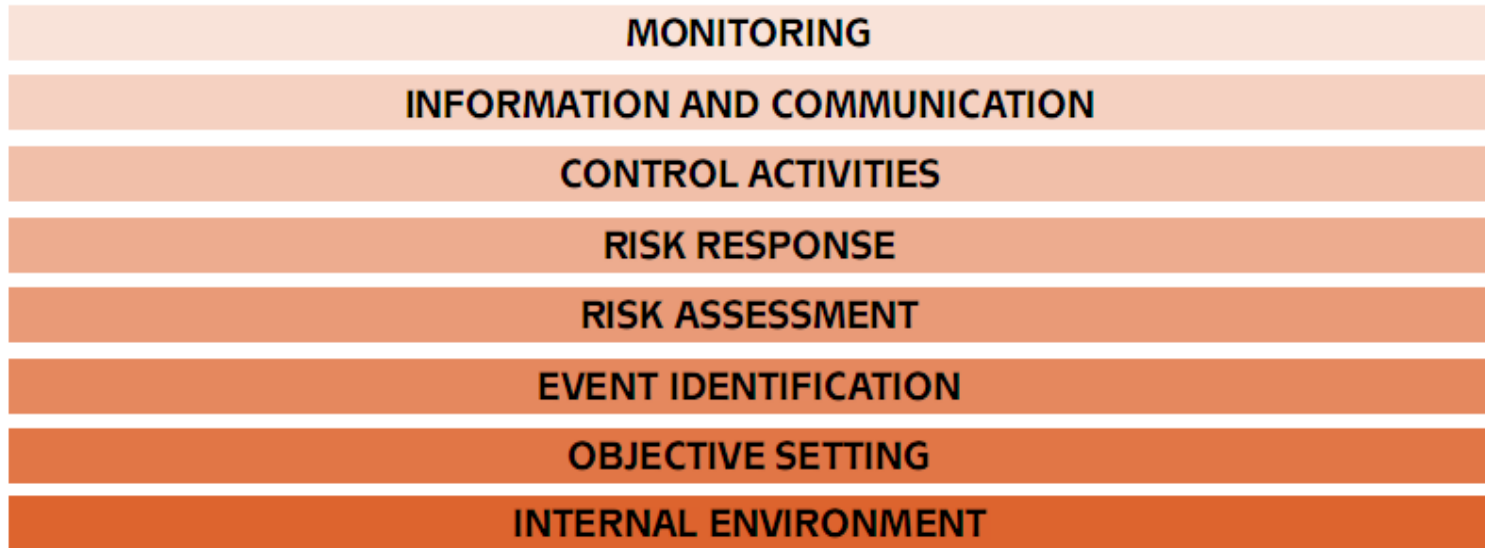 MONITORING
INFORMATION AND COMMUNICATION
CONTROL ACTIVITIES
RISK RESPONSE
RISK ASSESSMENT
EVENT IDENTIFICATION
OBJECTIVE SETTING
INTERNAL ENVIRONMENT